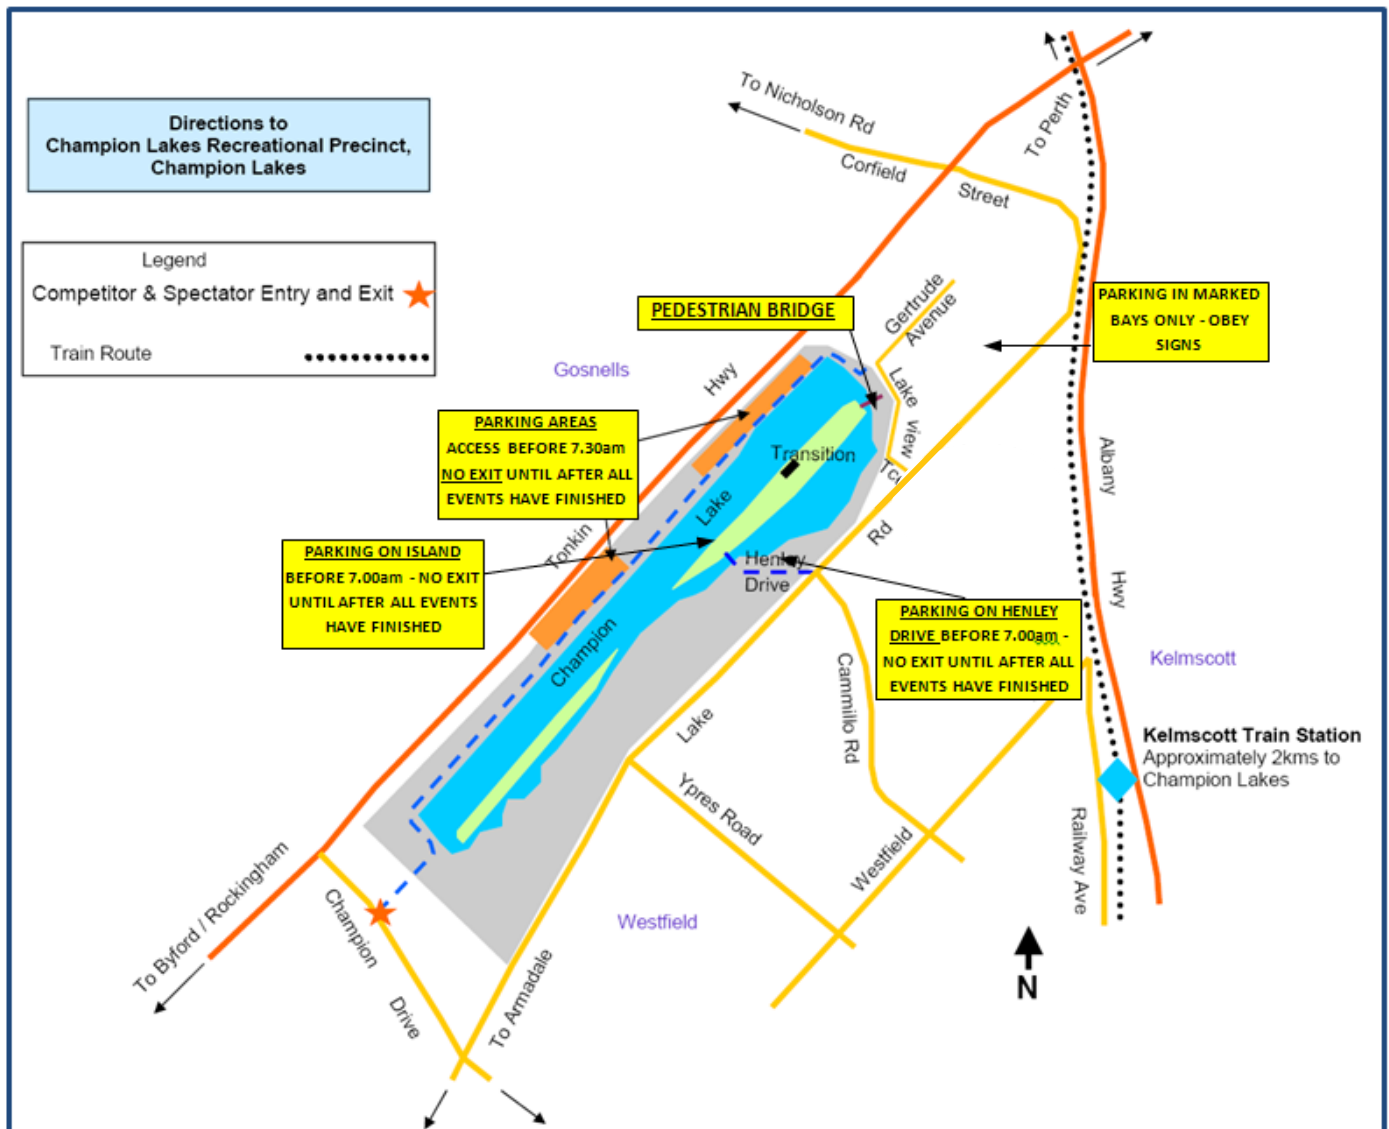 Directions to
Champion Lakes Recreational Precinct,
Champion Lakes
Legend
Competitor & Spectator Entry and Exit
Train Route
To Nicholson Rd
Corfield
Street
To Perth
PEDESTRIAN BRIDGE
Gertrude
Avenue
PARKING IN MARKED
BAYS ONLY - OBEY
SIGNS
Gosnells
Hwy
Lake
view
Tce
PARKING AREAS
ACCESS BEFORE 7.30am
NO EXIT UNTIL AFTER ALL
EVENTS HAVE FINISHED
Transition
Albany
Lake
Tonkin
Rd
PARKING ON ISLAND
BEFORE 7.00am - NO EXIT
UNTIL AFTER ALL EVENTS
HAVE FINISHED
Henley
Drive
Hwy
PARKING ON HENLEY
DRIVE BEFORE 7.00am -
NO EXIT UNTIL AFTER ALL
EVENTS HAVE FINISHED
Champion
Cammillo Rd
Kelmscott
Lake
Kelmscott Train Station
Approximately 2kms to
Champion Lakes
Ypres Road
Westfield
Railway Ave
To Byford / Rockingham
Champion
Drive
Westfield
To Armadale
N